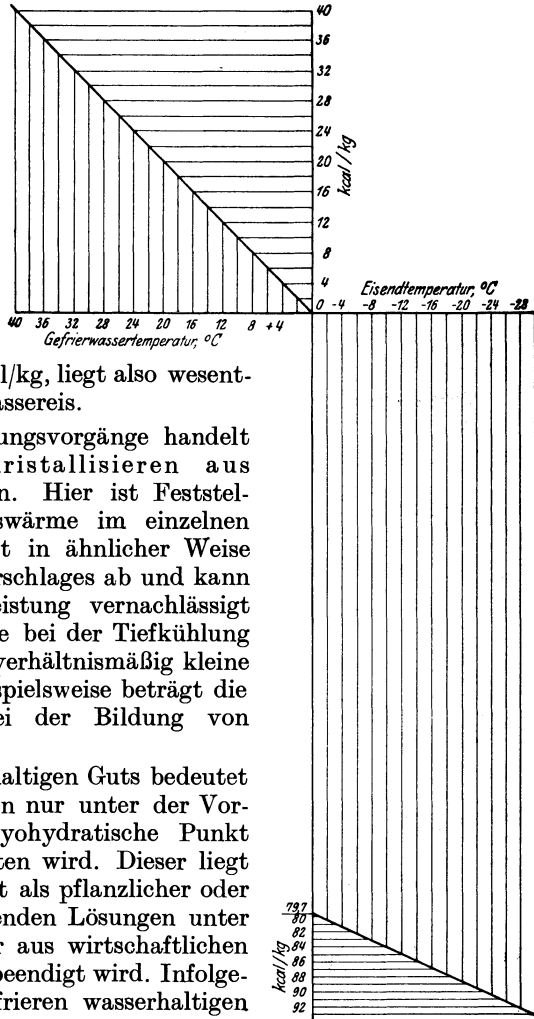 40
36
32
28
24
20
16
12
8
4
kcal/kg
Eisendtemperatur, °C
0 -4 -8 -12 -16 -20 -24 -28
40 36 32 28 24 20 16 12 8 +4
Gefrierwassertemperatur, °C
l/kg, liegt also wesent-
assereis.
ungsvorgänge handelt
ristallisieren aus
n. Hier ist Feststel-
swärme im einzelnen
t in ähnlicher Weise
rschlages ab und kann
eistung vernachlässigt
e bei der Tiefkühlung
verhältnismäßig kleine
spielsweise beträgt die
ei der Bildung von
altigen Guts bedeutet
n nur unter der Vor-
yohydratische Punkt
ten wird. Dieser liegt
t als pflanzlicher oder
enden Lösungen unter
r aus wirtschaftlichen
beendigt wird. Infolge-
frieren wasserhaltigen
79,7
80
82
84
86
88
90
92
kcal/kg